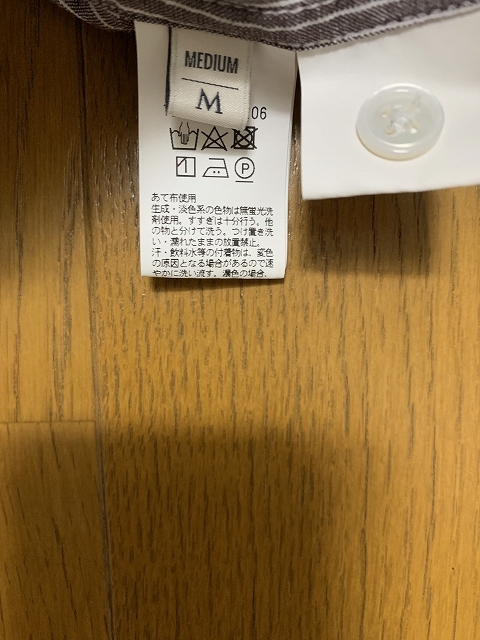 MEDIUM
M
06
P
あて布使用
生成・淡色系の色物は無蛍光洗
剤使用。すすぎは十分行う。他
の物と分けて洗う。つけ置き洗
い・濡れたままの放置禁止。
汗・飲料水等の付着物は、変色
の原因となる場合があるので速
やかに洗い流す。濃色の場合、